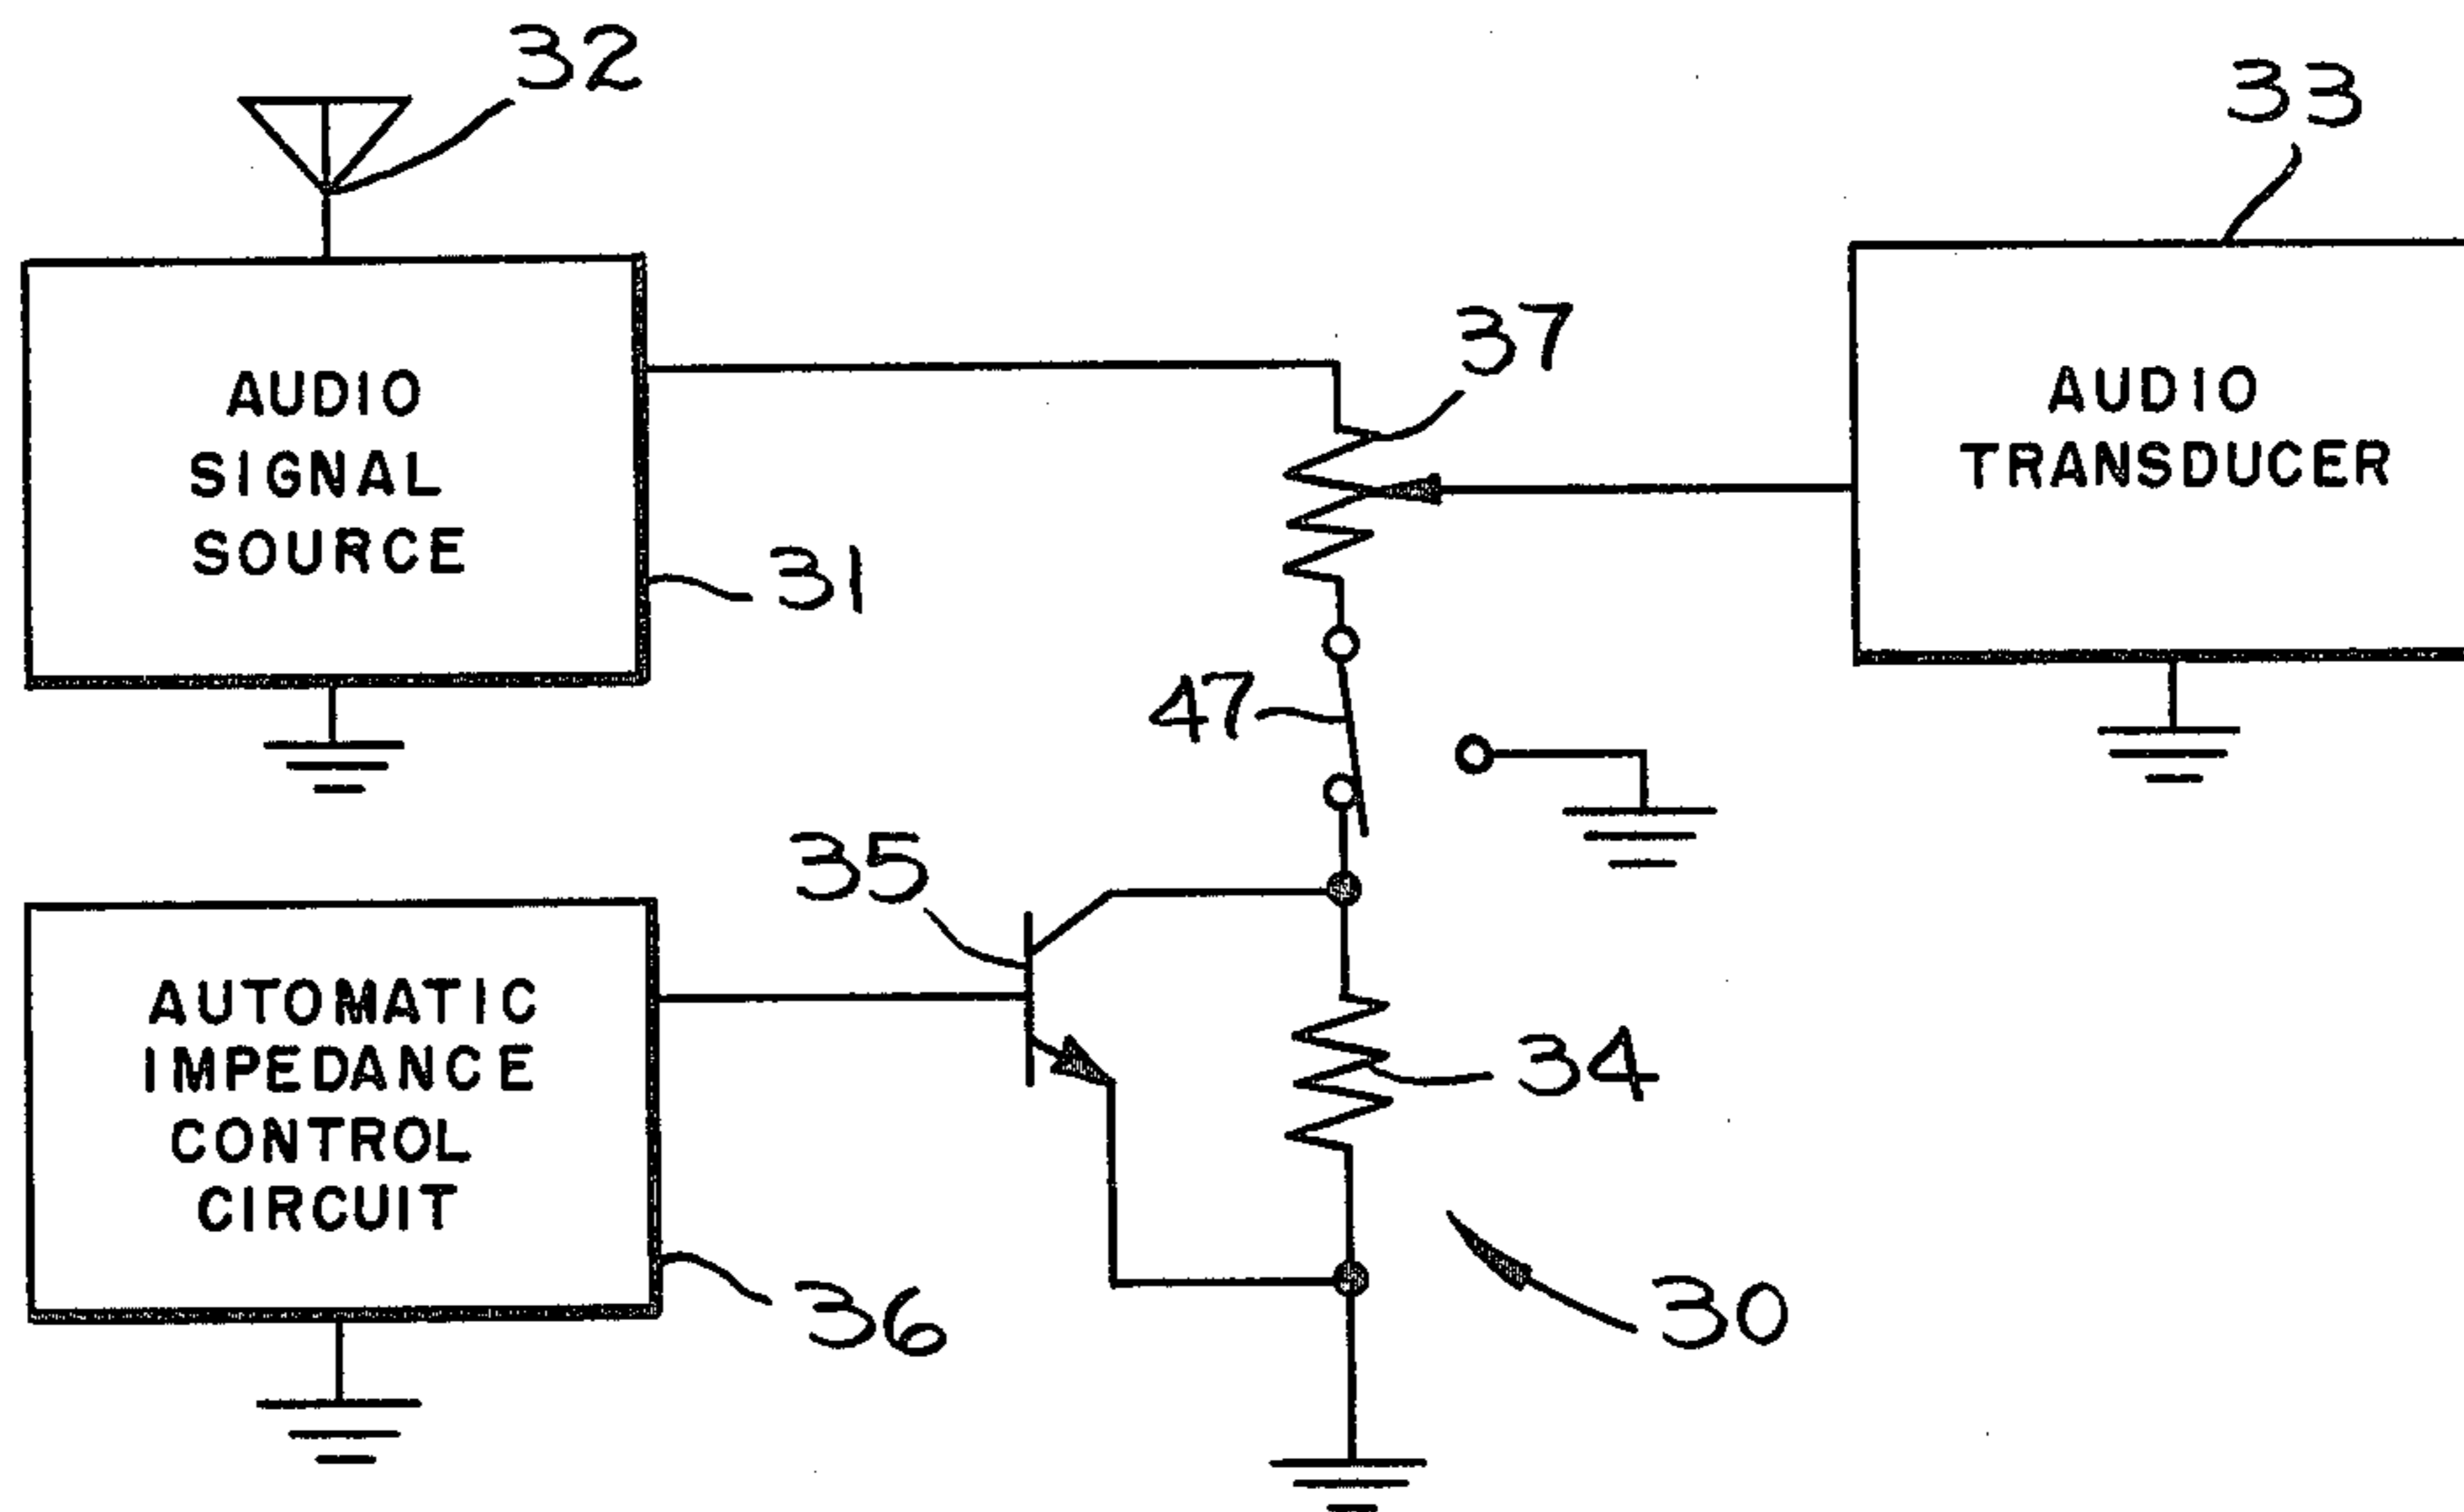 32
33
AUDIO
SIGNAL
SOURCE
31
37
AUDIO
TRANSDUCER
47
35
AUTOMATIC
IMPEDANCE
CONTROL
CIRCUIT
36
34
30